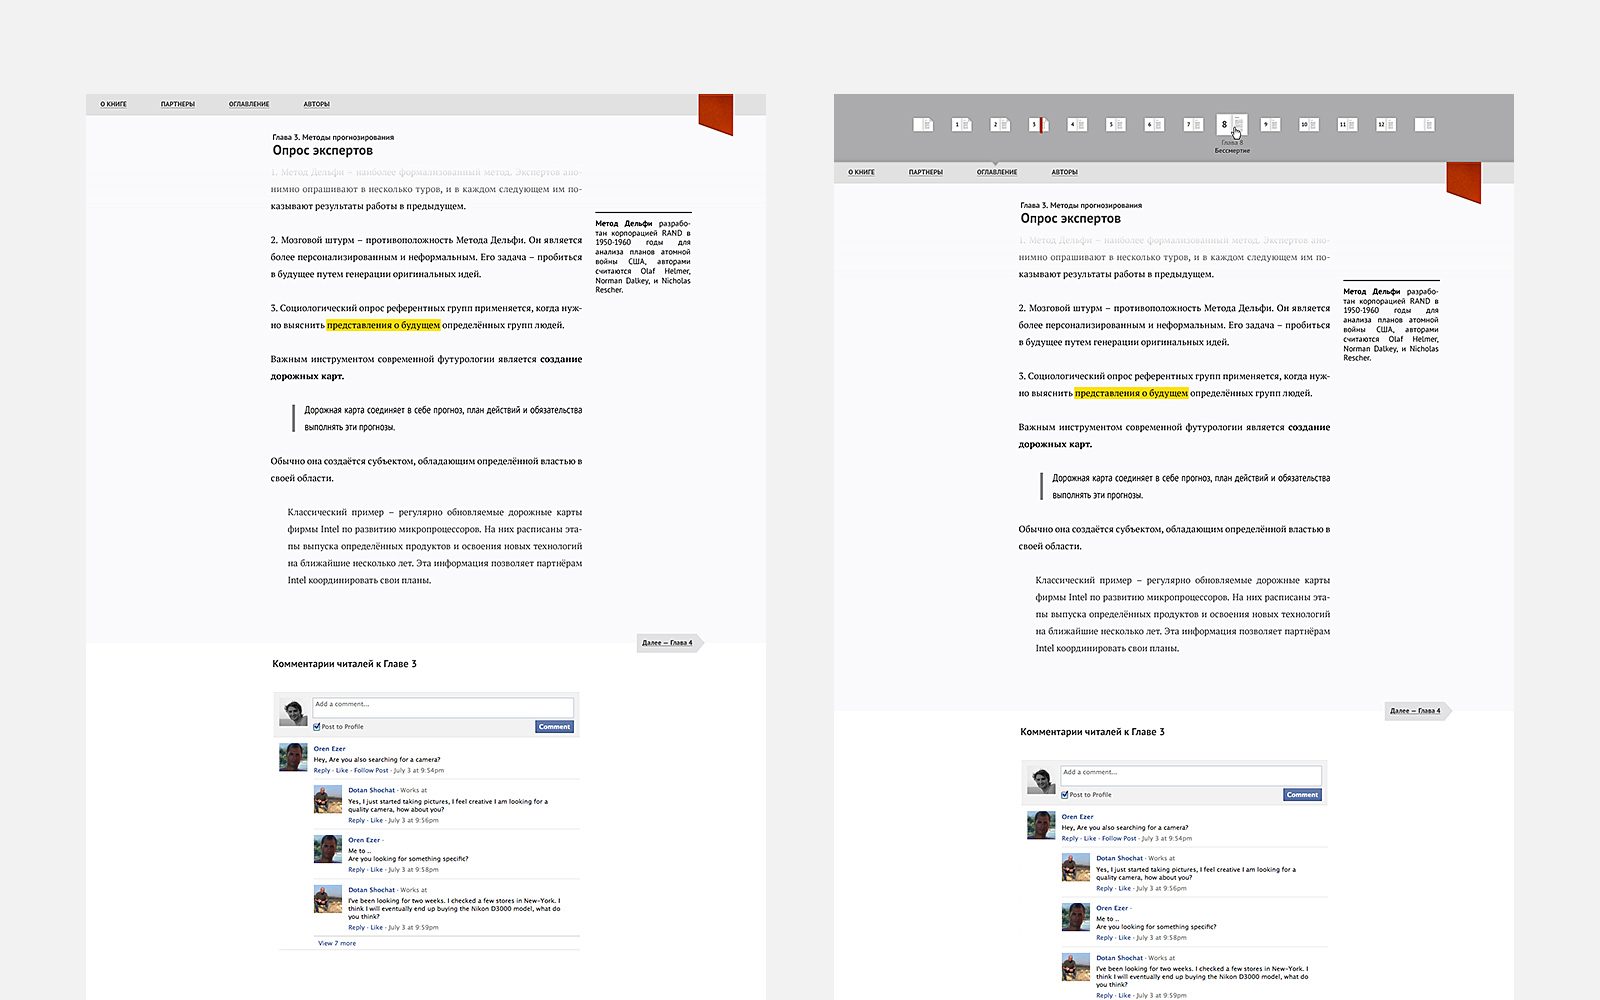 О КНИГЕ ПАРТНЕРЫ ОГЛАВЛЕНИЕ АВТОРЫ
Глава 3. Методы прогнозирования
Опрос экспертов
1. Метод Дельфи – наиболее формализованный метод. Экспертов ано-
нимно опрашивают в несколько туров, и в каждом следующем им по-
казывают результаты работы в предыдущем.
2. Мозговой штурм – противоположность Метода Дельфи. Он является
более персонализированным и неформальным. Его задача – пробиться
в будущее путем генерации оригинальных идей.
3. Социологический опрос референтных групп применяется, когда нуж-
но выяснить представления о будущем определённых групп людей.
Важным инструментом современной футурологии является создание
дорожных карт.
Дорожная карта соединяет в себе прогноз, план действий и обязательства
выполнять эти прогнозы.
Обычно она создаётся субъектом, обладающим определённой властью в
своей области.
Классический пример – регулярно обновляемые дорожные карты
фирмы Intel по развитию микропроцессоров. На них расписаны эта-
пы выпуска определённых продуктов и освоения новых технологий
на ближайшие несколько лет. Эта информация позволяет партнёрам
Intel координировать свои планы.
Метод Дельфи разрабо-
тан корпорацией RAND в
1950-1960 годы для
анализа планов атомной
войны США, авторами
считаются Olaf Helmer,
Norman Dalkey, и Nicholas
Rescher.
Далее — Глава 4
Комментарии читалей к Главе 3
Add a comment...
Post to Profile Comment
Oren Ezer
Hey, Are you also searching for a camera?
Reply · Like · Follow Post · July 3 at 9:54pm
Dotan Shochat · Works at
Yes, I just started taking pictures, I feel creative I am looking for a
quality camera, how about you?
Reply · Like · July 3 at 9:56pm
Oren Ezer ·
Me to ..
Are you looking for something specific?
Reply · Like · July 3 at 9:58pm
Dotan Shochat · Works at
I've been looking for two weeks. I checked a few stores in New-York. I
think I will eventually end up buying the Nikon D3000 model, what do
you think?
Reply · Like · July 3 at 9:59pm
View 7 more
1 2 3 4 5 6 7 8 9 10 11 12
Глава 8
Бессмертие
О КНИГЕ ПАРТНЕРЫ ОГЛАВЛЕНИЕ АВТОРЫ
Глава 3. Методы прогнозирования
Опрос экспертов
1. Метод Дельфи – наиболее формализованный метод. Экспертов ано-
нимно опрашивают в несколько туров, и в каждом следующем им по-
казывают результаты работы в предыдущем.
2. Мозговой штурм – противоположность Метода Дельфи. Он является
более персонализированным и неформальным. Его задача – пробиться
в будущее путем генерации оригинальных идей.
3. Социологический опрос референтных групп применяется, когда нуж-
но выяснить представления о будущем определённых групп людей.
Важным инструментом современной футурологии является создание
дорожных карт.
Дорожная карта соединяет в себе прогноз, план действий и обязательства
выполнять эти прогнозы.
Обычно она создаётся субъектом, обладающим определённой властью в
своей области.
Классический пример – регулярно обновляемые дорожные карты
фирмы Intel по развитию микропроцессоров. На них расписаны эта-
пы выпуска определённых продуктов и освоения новых технологий
на ближайшие несколько лет. Эта информация позволяет партнёрам
Intel координировать свои планы.
Метод Дельфи разрабо-
тан корпорацией RAND в
1950-1960 годы для
анализа планов атомной
войны США, авторами
считаются Olaf Helmer,
Norman Dalkey, и Nicholas
Rescher.
Далее — Глава 4
Комментарии читалей к Главе 3
Add a comment...
Post to Profile Comment
Oren Ezer
Hey, Are you also searching for a camera?
Reply · Like · Follow Post · July 3 at 9:54pm
Dotan Shochat · Works at
Yes, I just started taking pictures, I feel creative I am looking for a
quality camera, how about you?
Reply · Like · July 3 at 9:56pm
Oren Ezer ·
Me to ..
Are you looking for something specific?
Reply · Like · July 3 at 9:58pm
Dotan Shochat · Works at
I've been looking for two weeks. I checked a few stores in New-York. I
think I will eventually end up buying the Nikon D3000 model, what do
you think?
Reply · Like · July 3 at 9:59pm